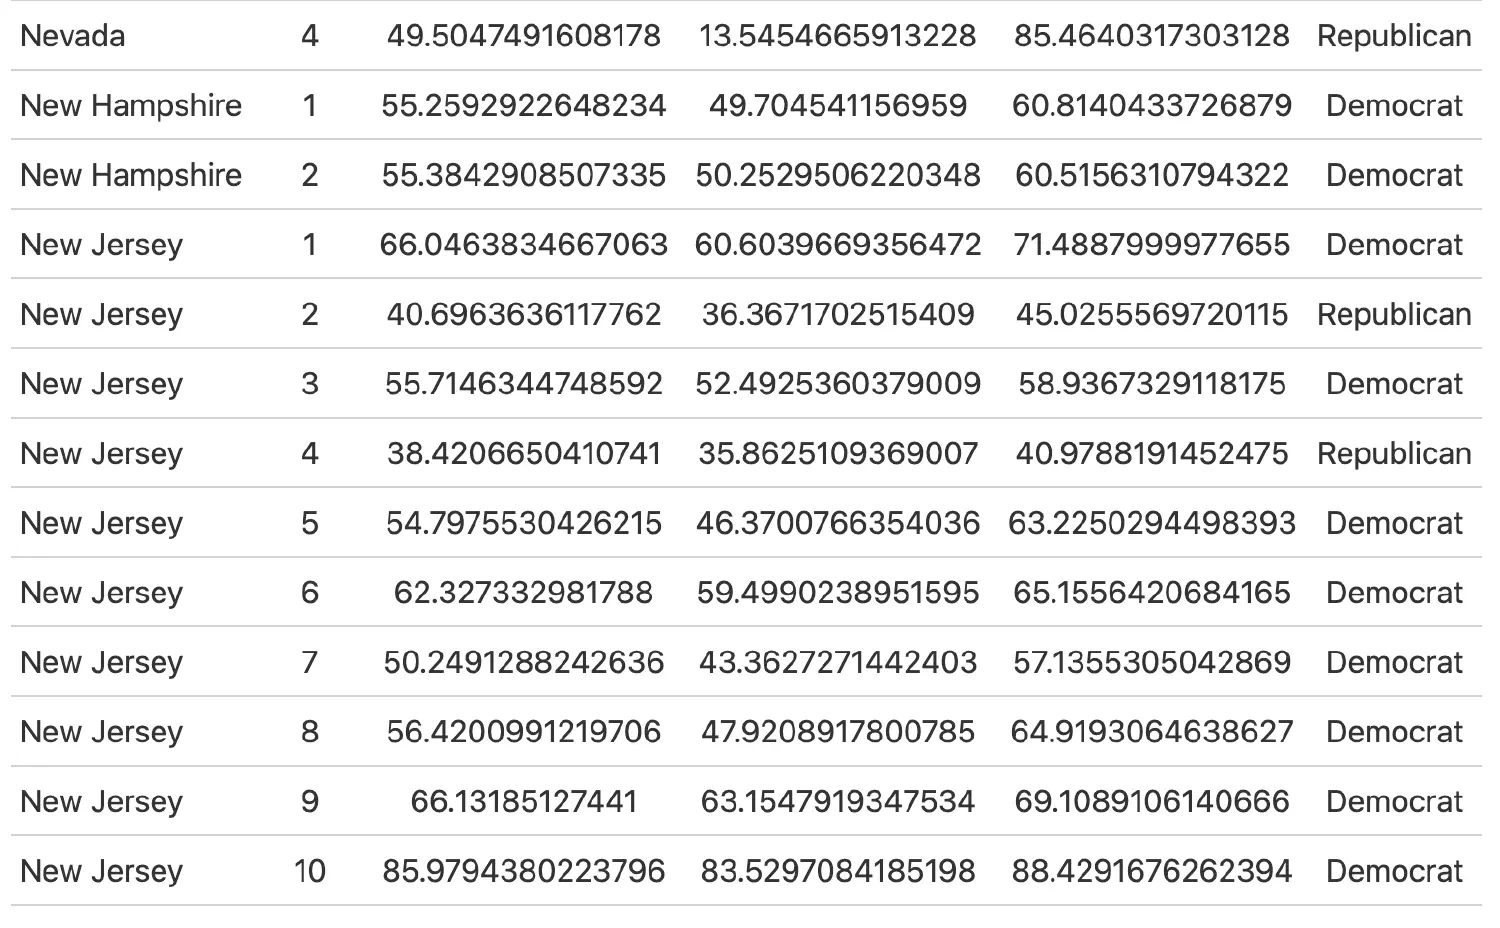 Nevada 4 49.5047491608178 13.5454665913228 85.4640317303128 Republican
New Hampshire 1 55.2592922648234 49.704541156959 60.8140433726879 Democrat
New Hampshire 2 55.3842908507335 50.2529506220348 60.5156310794322 Democrat
New Jersey 1 66.0463834667063 60.6039669356472 71.4887999977655 Democrat
New Jersey 2 40.6963636117762 36.3671702515409 45.0255569720115 Republican
New Jersey 3 55.7146344748592 52.4925360379009 58.9367329118175 Democrat
New Jersey 4 38.4206650410741 35.8625109369007 40.9788191452475 Republican
New Jersey 5 54.7975530426215 46.3700766354036 63.2250294498393 Democrat
New Jersey 6 62.327332981788 59.4990238951595 65.1556420684165 Democrat
New Jersey 7 50.2491288242636 43.3627271442403 57.1355305042869 Democrat
New Jersey 8 56.4200991219706 47.9208917800785 64.9193064638627 Democrat
New Jersey 9 66.13185127441 63.1547919347534 69.1089106140666 Democrat
New Jersey 10 85.9794380223796 83.5297084185198 88.4291676262394 Democrat